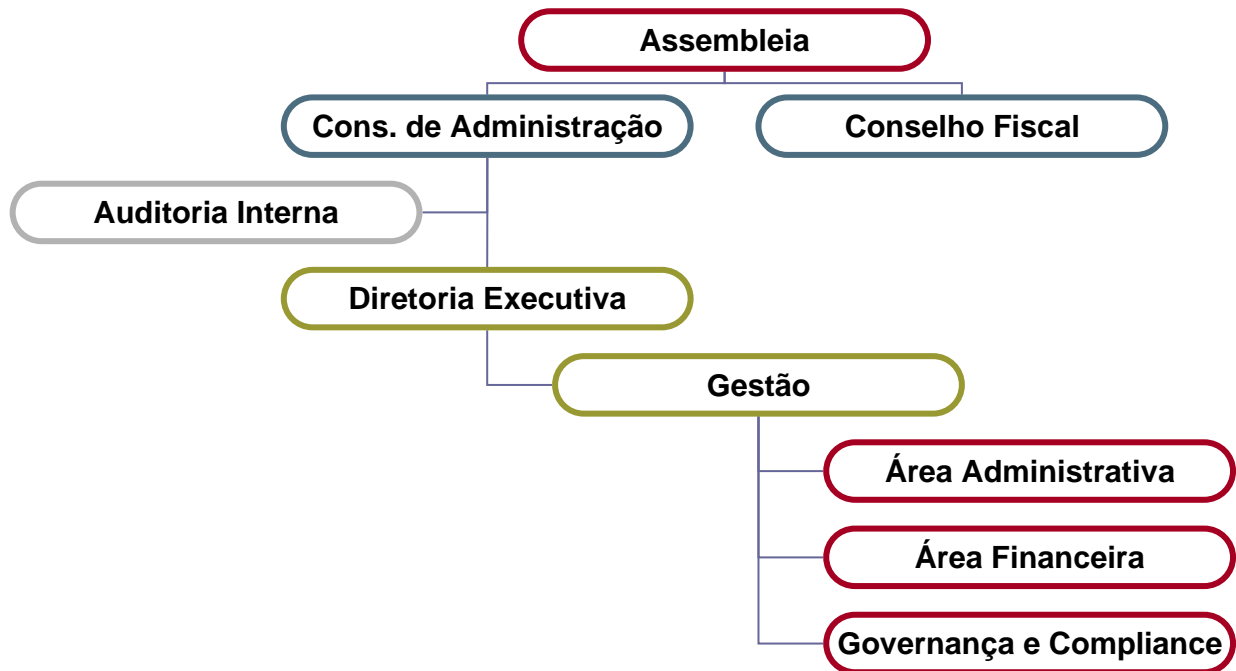 Assembleia
Cons. de Administração
Conselho Fiscal
Auditoria Interna
Diretoria Executiva
Gestão
Área Administrativa
Área Financeira
Governança e Compliance